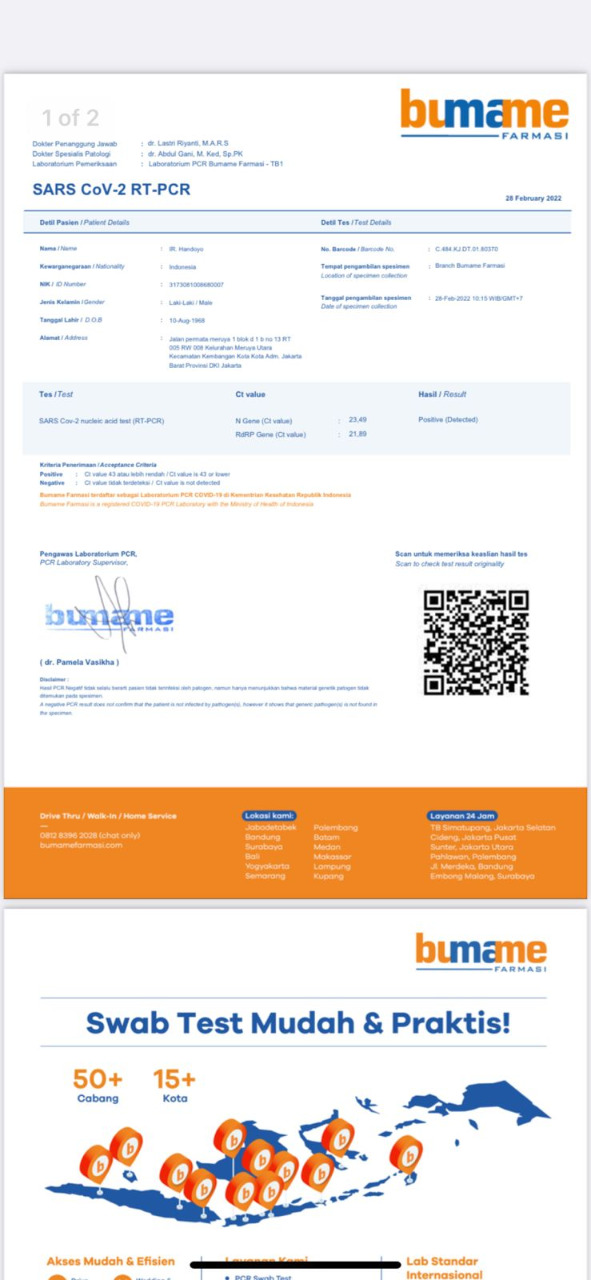 1 of 2
bumame
FARMASI
Dokter Penanggung Jawab : dr. Lastri Riyanti, M.A.R.S
Dokter Spesialis Patologi : dr. Abdul Gani, M. Ked, Sp.PK
Laboratorium Pemeriksaan : Laboratorium PCR Bumame Farmasi - TB1
SARS CoV-2 RT-PCR
28 February 2022
Detil Pasien / Patient Details
Detil Tes / Test Details
Nama / Name : IR. Handoyo
Kewarganegaraan / Nationality : Indonesia
NIK / ID Number : 3173081008680007
Jenis Kelamin / Gender : Laki-Laki / Male
Tanggal Lahir / D.O.B : 10-Aug-1968
Alamat / Address : Jalan permata meruya 1 blok d 1 b no 13 RT
005 RW 008 Kelurahan Meruya Utara
Kecamatan Kembangan Kota Kota Adm. Jakarta
Barat Provinsi DKI Jakarta
No. Barcode / Barcode No. : C.484.KJ.DT.01.80370
Tempat pengambilan spesimen : Branch Bumame Farmasi
Location of specimen collection
Tanggal pengambilan spesimen : 28-Feb-2022 10:15 WIB/GMT+7
Date of specimen collection
Tes / Test
Ct value
Hasil / Result
SARS Cov-2 nucleic acid test (RT-PCR)
N Gene (Ct value) : 23,49
RdRP Gene (Ct value) : 21,89
Positive (Detected)
Kriteria Penerimaan / Acceptance Criteria
Positive : Ct value 43 atau lebih rendah / Ct value is 43 or lower
Negative : Ct value tidak terdeteksi / Ct value is not detected
Bumame Farmasi terdaftar sebagai Laboratorium PCR COVID-19 di Kementrian Kesehatan Republik Indonesia
Bumame Farmasi is a registered COVID-19 PCR Laboratory with the Ministry of Health of Indonesia
Pengawas Laboratorium PCR,
PCR Laboratory Supervisor,
bumame
FARMASI
( dr. Pamela Vasikha )
Scan untuk memeriksa keaslian hasil tes
Scan to check test result originality
Disclaimer :
Hasil PCR Negatif tidak selalu berarti pasien tidak terinfeksi oleh patogen, namun hanya menunjukkan bahwa material genetik patogen tidak
ditemukan pada spesimen.
A negative PCR result does not confirm that the patient is not infected by pathogen(s), however it shows that generic pathogen(s) is not found in
the specimen.
Drive Thru / Walk-In / Home Service
0812 8396 2028 (chat only)
bumamefarmasi.com
Lokasi kami:
Jabodetabek
Bandung
Surabaya
Bali
Yogyakarta
Semarang
Palembang
Batam
Medan
Makassar
Lampung
Kupang
Layanan 24 Jam
TB Simatupang, Jakarta Selatan
Cideng, Jakarta Pusat
Sunter, Jakarta Utara
Pahlawan, Palembang
Jl. Merdeka, Bandung
Embong Malang, Surabaya
bumame
FARMASI
Swab Test Mudah & Praktis!
50+
Cabang
15+
Kota
Akses Mudah & Efisien
Layanan Kami
PCR Swab Test
Lab Standar
Internasional